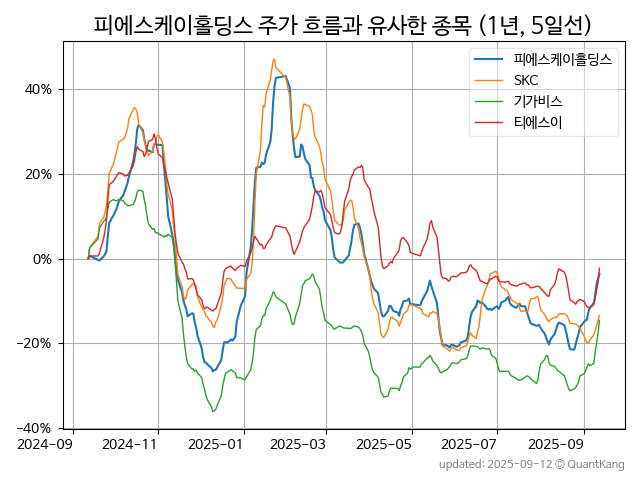 피에스케이홀딩스 주가 흐름과 유사한 종목 (1년, 5일선)
피에스케이홀딩스
SKC
기가비스
티에스이
40%
20%
0%
−20%
−40%
2024-09 2024-11 2025-01 2025-03 2025-05 2025-07 2025-09
updated: 2025-09-12 © QuantKang